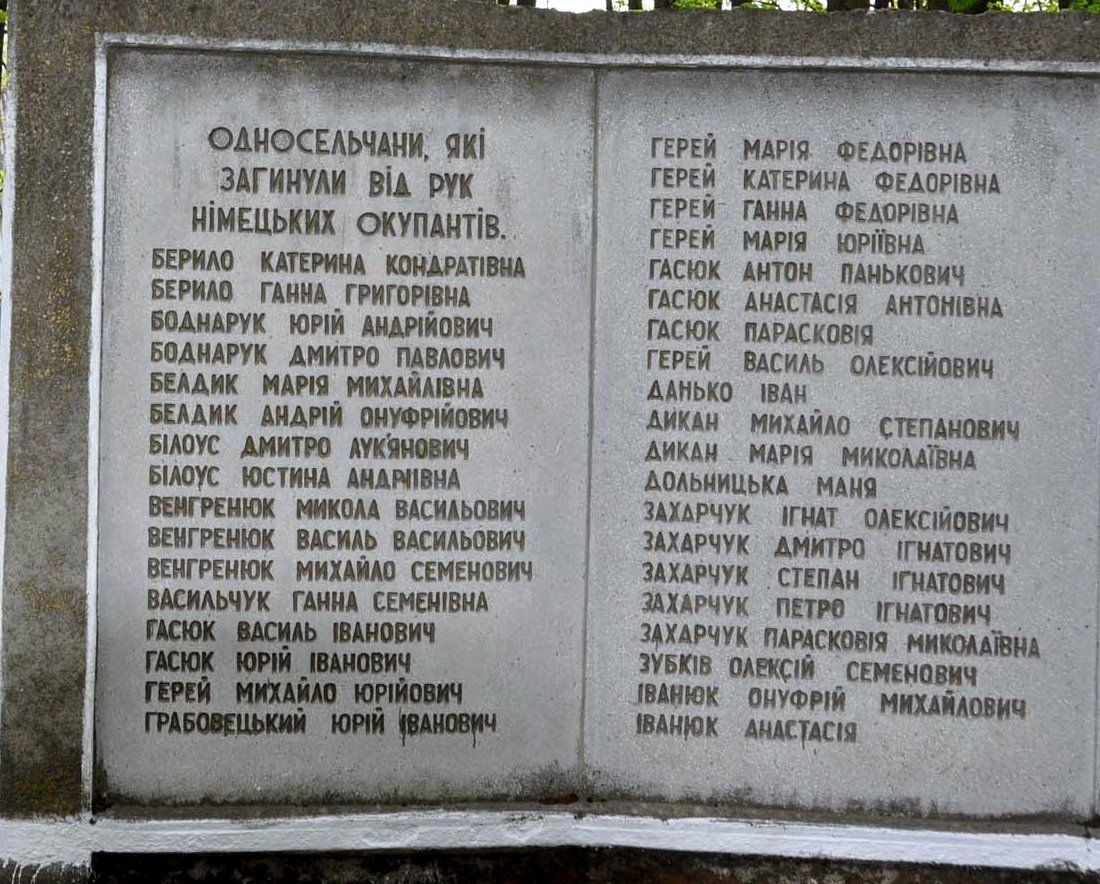 ОДНОСЕЛЬЧАНИ, ЯКІ
ЗАГИНУЛИ ВІД РУК
НІМЕЦЬКИХ ОКУПАНТІВ.
БЕРИЛО КАТЕРИНА КОНДРАТІВНА
БЕРИЛО ГАННА ГРИГОРІВНА
БОДНАРУК ЮРІЙ АНДРІЙОВИЧ
БОДНАРУК ДМИТРО ПАВЛОВИЧ
БЕЛДИК МАРІЯ МИХАЙЛІВНА
БЕЛДИК АНДРІЙ ОНУФРІЙОВИЧ
БІЛОУС ДМИТРО ЛУК'ЯНОВИЧ
БІЛОУС ЮСТИНА АНДРІЇВНА
ВЕНГРЕНЮК МИКОЛА ВАСИЛЬОВИЧ
ВЕНГРЕНЮК ВАСИЛЬ ВАСИЛЬОВИЧ
ВЕНГРЕНЮК МИХАЙЛО СЕМЕНОВИЧ
ВАСИЛЬЧУК ГАННА СЕМЕНІВНА
ГАСЮК ВАСИЛЬ ІВАНОВИЧ
ГАСЮК ЮРІЙ ІВАНОВИЧ
ГЕРЕЙ МИХАЙЛО ЮРІЙОВИЧ
ГРАБОВЕЦЬКИЙ ЮРІЙ ІВАНОВИЧ
ГЕРЕЙ МАРІЯ ФЕДОРІВНА
ГЕРЕЙ КАТЕРИНА ФЕДОРІВНА
ГЕРЕЙ ГАННА ФЕДОРІВНА
ГЕРЕЙ МАРІЯ ЮРІЇВНА
ГАСЮК АНТОН ПАНЬКОВИЧ
ГАСЮК АНАСТАСІЯ АНТОНІВНА
ГАСЮК ПАРАСКОВІЯ
ГЕРЕЙ ВАСИЛЬ ОЛЕКСІЙОВИЧ
ДАНЬКО ІВАН
ДИКАН МИХАЙЛО СТЕПАНОВИЧ
ДИКАН МАРІЯ МИКОЛАЇВНА
ДОЛЬНИЦЬКА МАНЯ
ЗАХАРЧУК ІГНАТ ОЛЕКСІЙОВИЧ
ЗАХАРЧУК ДМИТРО ІГНАТОВИЧ
ЗАХАРЧУК СТЕПАН ІГНАТОВИЧ
ЗАХАРЧУК ПЕТРО ІГНАТОВИЧ
ЗАХАРЧУК ПАРАСКОВІЯ МИКОЛАЇВНА
ЗУБКІВ ОЛЕКСІЙ СЕМЕНОВИЧ
ІВАНЮК ОНУФРІЙ МИХАЙЛОВИЧ
ІВАНЮК АНАСТАСІЯ